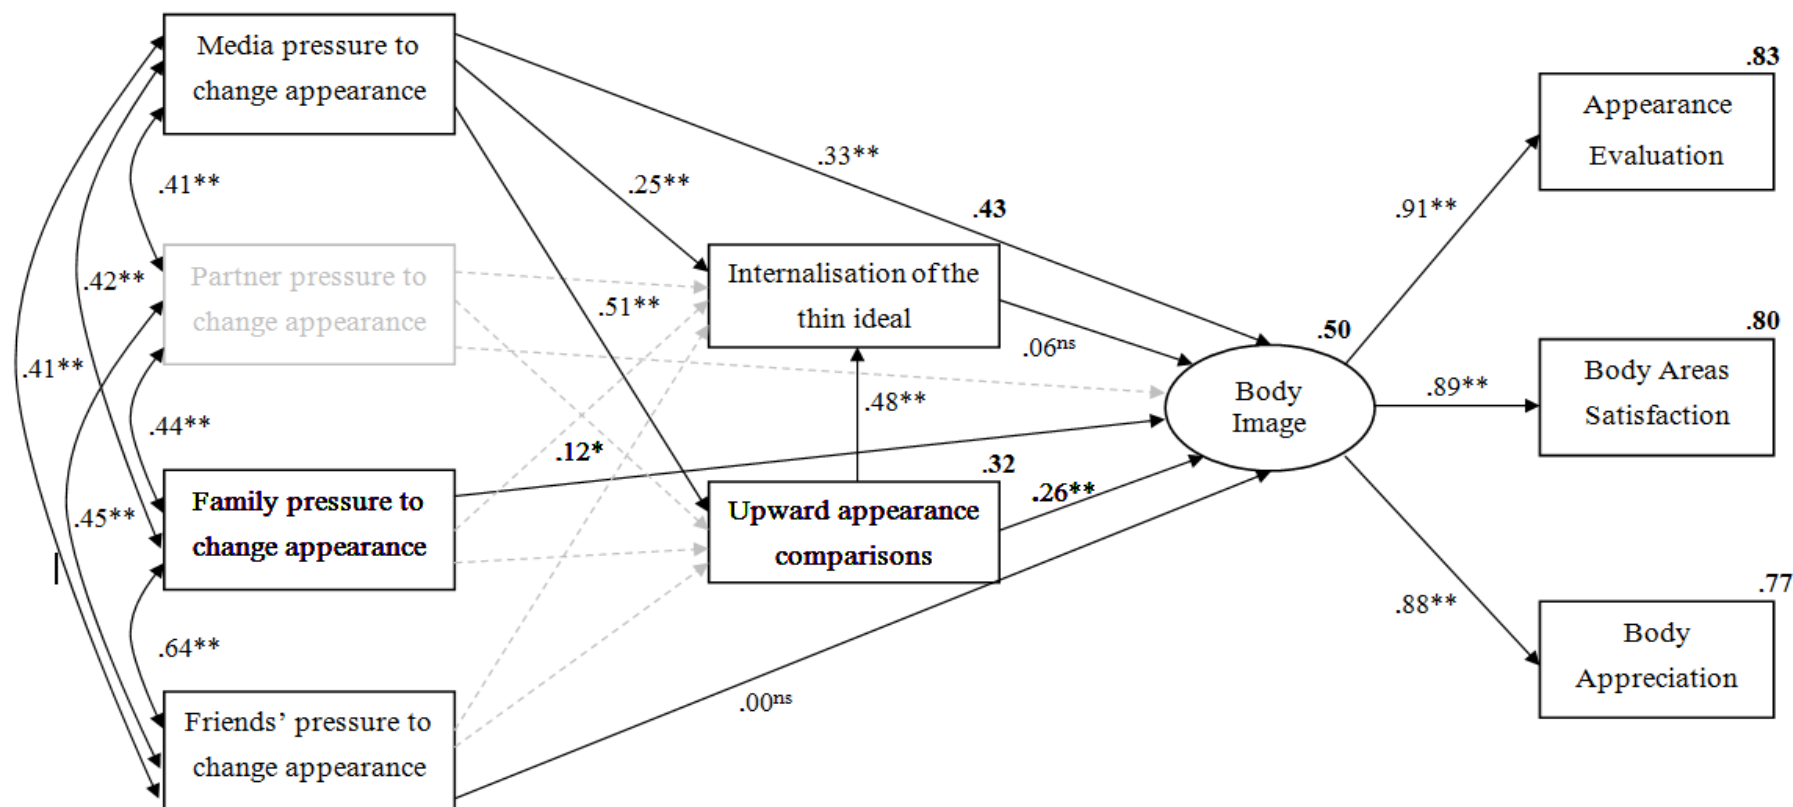 Media pressure to
change appearance
.83
Appearance
Evaluation
.33**
.41**
.25**
.43
.91**
Partner pressure to
change appearance
Internalisation of the
thin ideal
.42**
.51**
.50
.80
.06ns
Body Areas
Satisfaction
.41**
Body
Image
.89**
.48**
.44**
.12*
.32
Family pressure to
change appearance
.26**
Upward appearance
comparisons
.45**
.77
.88**
Body
Appreciation
.64**
.00ns
Friends’ pressure to
change appearance